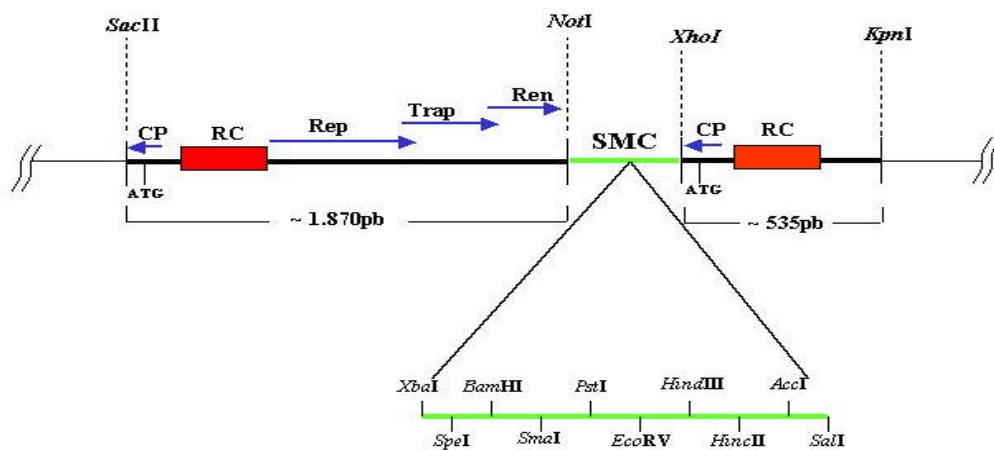 SacII NotI XhoI KpnI
Ren
Trap
CP RC Rep SMC CP RC
ATG ATG
~ 1.870pb ~ 535pb
XbaI BamHI PstI HindIII AccI
SpeI SmaI EcoRV HincII SalI